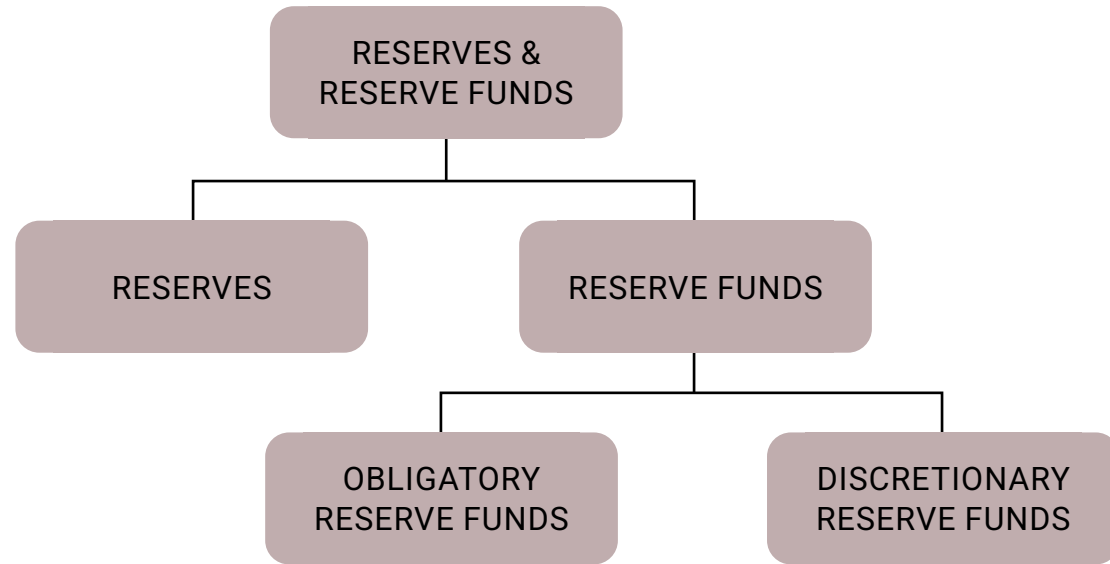 RESERVES &
RESERVE FUNDS
RESERVES
RESERVE FUNDS
OBLIGATORY
RESERVE FUNDS
DISCRETIONARY
RESERVE FUNDS